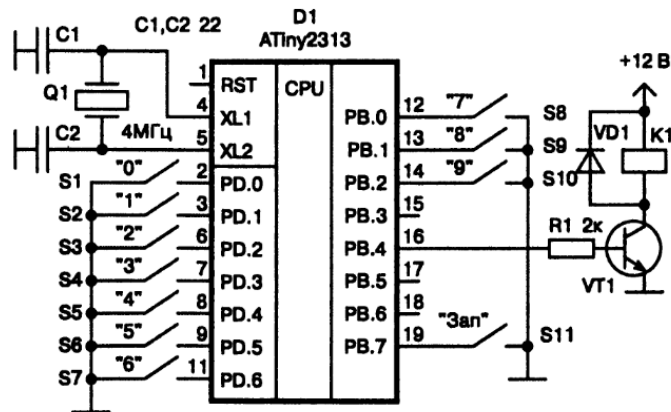 C1
C1,C2 22
D1
ATiny2313
+12 В
1 RST CPU
Q1
4 XL1 PB.0 12 "7" S8
VD1 K1
C2 4МГц 5 XL2 PB.1 13 "8" S9
S1 "0" 2 PD.0 PB.2 14 "9" S10
S2 "1" 3 PD.1 PB.3 15
S3 "2" 6 PD.2 PB.4 16 R1 2к
S4 "3" 7 PD.3 PB.5 17 VT1
S5 "4" 8 PD.4 PB.6 18
S6 "5" 9 PD.5 PB.7 19 "Зап" S11
S7 "6" 11 PD.6